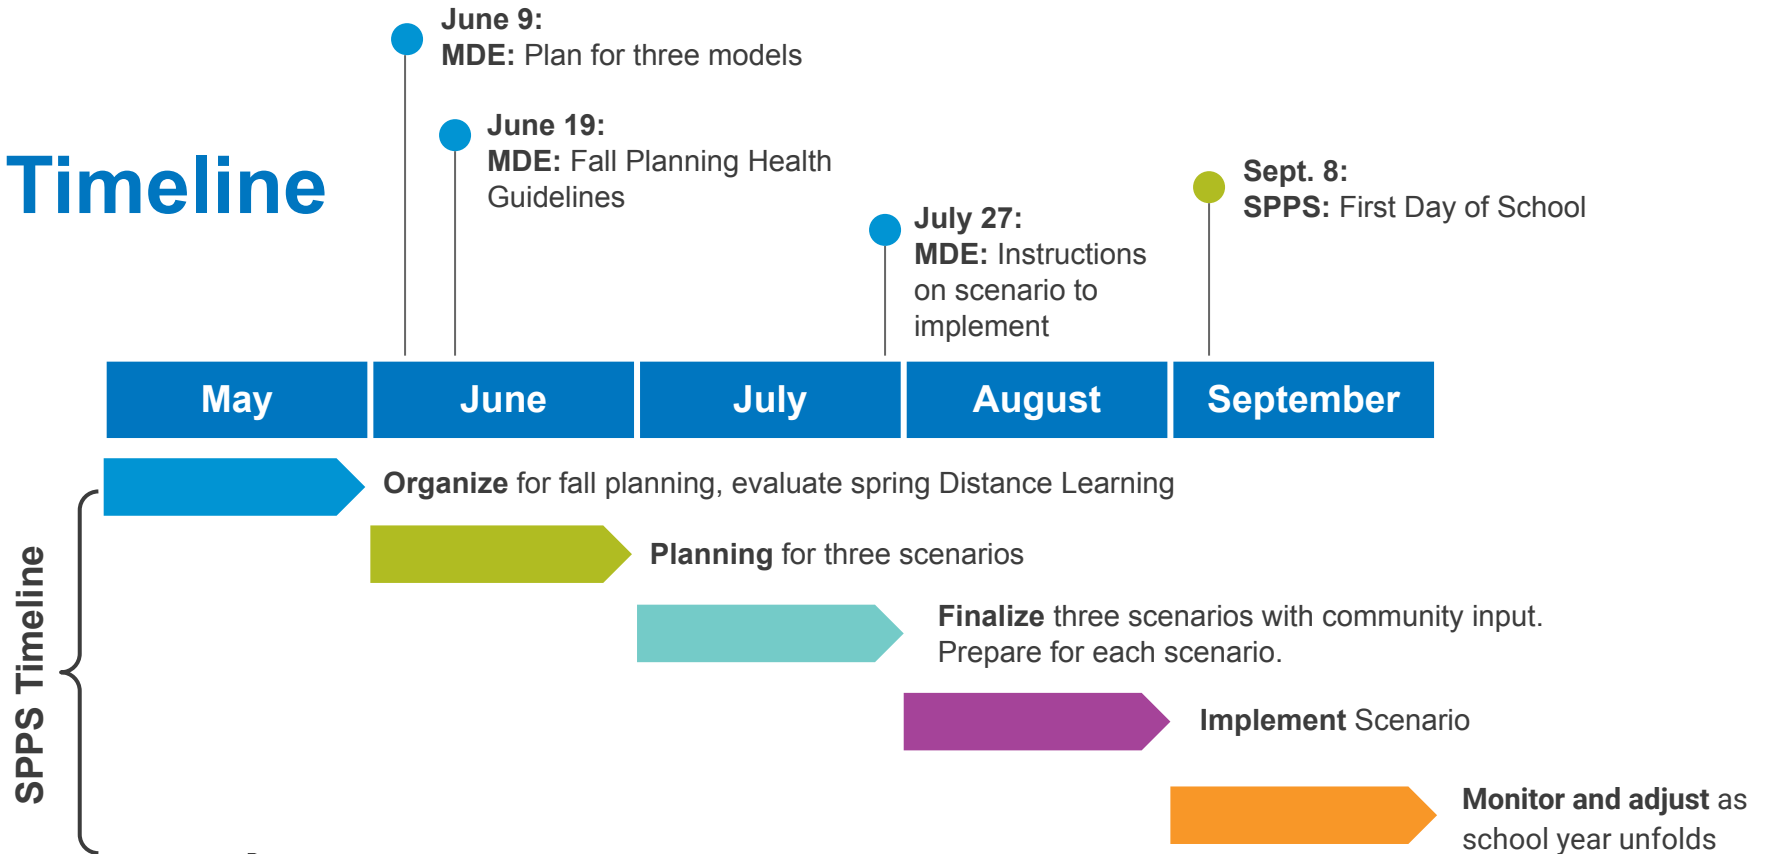 June 9:
MDE: Plan for three models
June 19:
MDE: Fall Planning Health
Guidelines
Timeline
Sept. 8:
SPPS: First Day of School
July 27:
MDE: Instructions
on scenario to
implement
May
June
July
August
September
SPPS Timeline
Organize for fall planning, evaluate spring Distance Learning
Planning for three scenarios
Finalize three scenarios with community input.
Prepare for each scenario.
Implement Scenario
Monitor and adjust as
school year unfolds